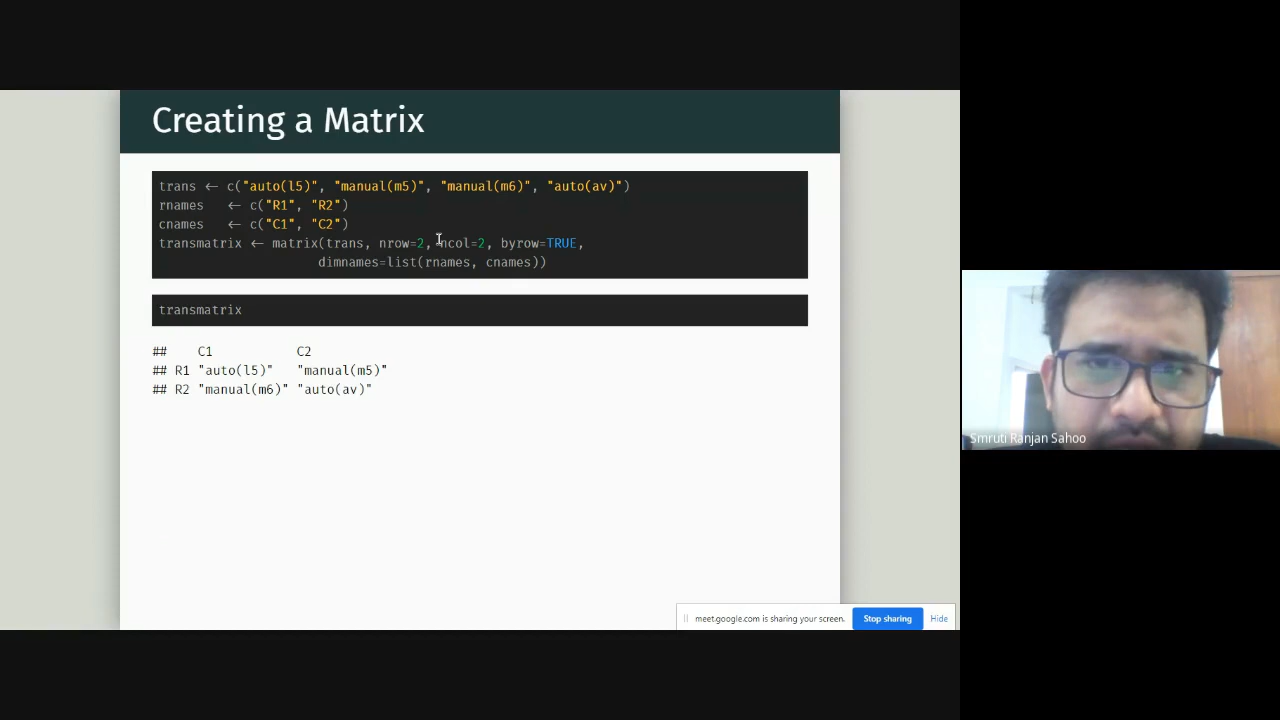 Creating a Matrix
trans <- c("auto(l5)", "manual(m5)", "manual(m6)", "auto(av)")
rnames   <- c("R1", "R2")
cnames   <- c("C1", "C2")
transmatrix <- matrix(trans, nrow=2, ncol=2, byrow=TRUE,
                     dimnames=list(rnames, cnames))
transmatrix
##    C1           C2
## R1 "auto(l5)"   "manual(m5)"
## R2 "manual(m6)" "auto(av)"
Smruti Ranjan Sahoo
meet.google.com is sharing your screen. Stop sharing Hide